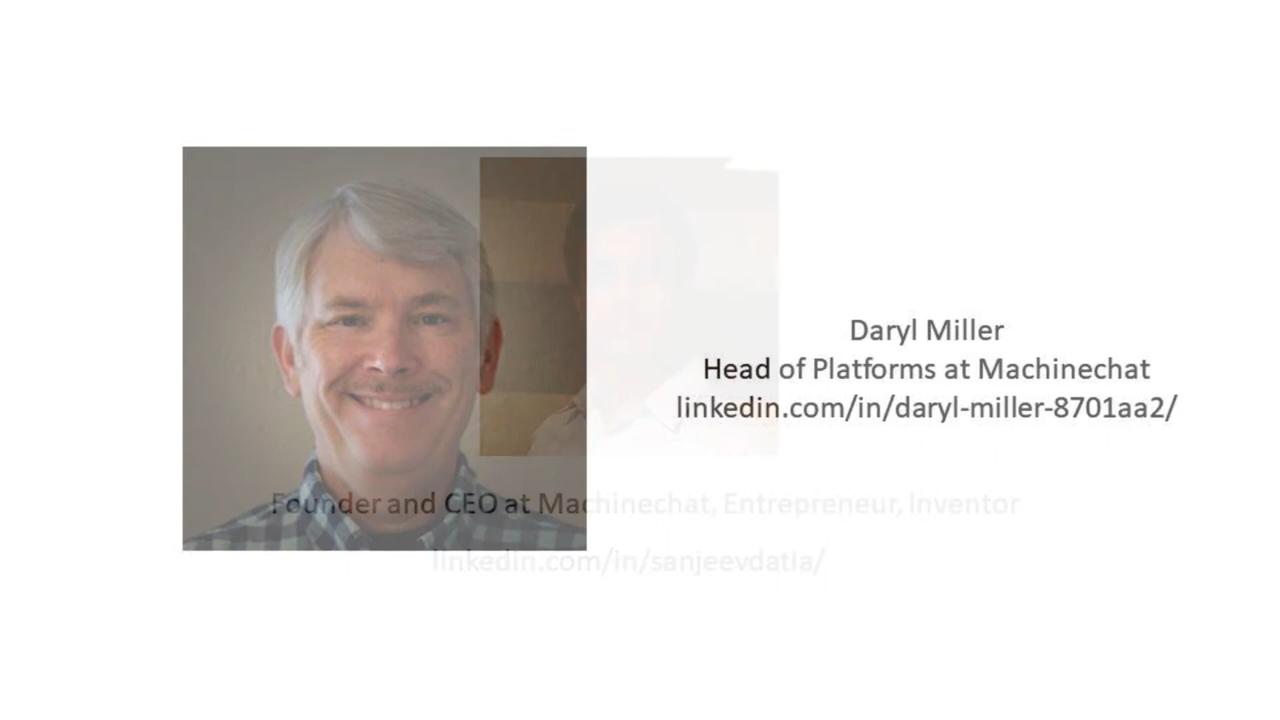 Daryl Miller
Head of Platforms at Machinechat
linkedin.com/in/daryl-miller-8701aa2/
Founder and CEO at Machinechat, Entrepreneur, Inventor
linkedin.com/in/sanjeevdatla/